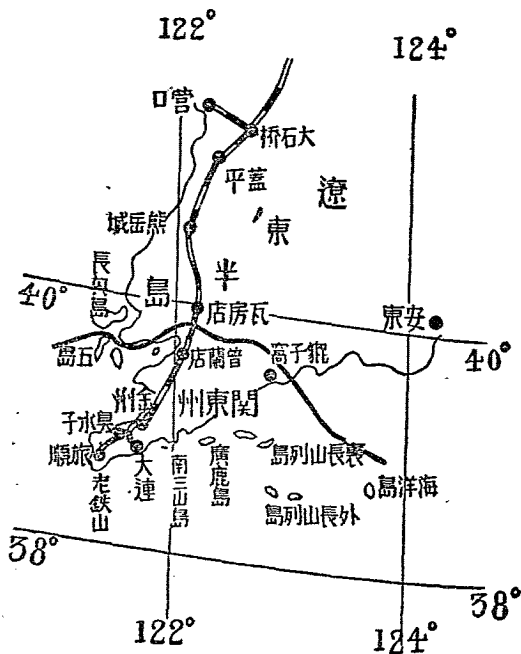 122°
124°
營口
大石桥
蓋平
遼東半島
熊岳城
長興島
40°
瓦房店
安東
40°
五島
普蘭店
貔子窩
金州
関東州
臭水子
旅順
大連
老鉄山
南三山島
廣鹿島
裏長山列島
海洋島
外長山列島
38°
38°
122°
124°